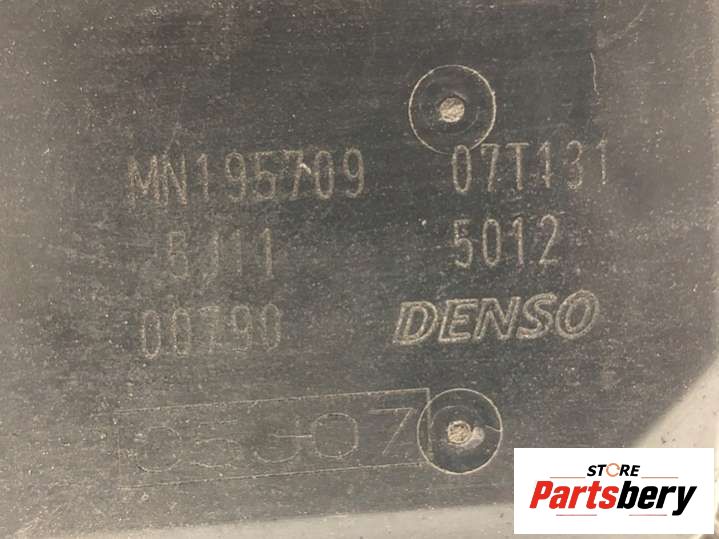 MN195709 07T131
5J11 5012
00790 DENSO
STORE
Partsbery